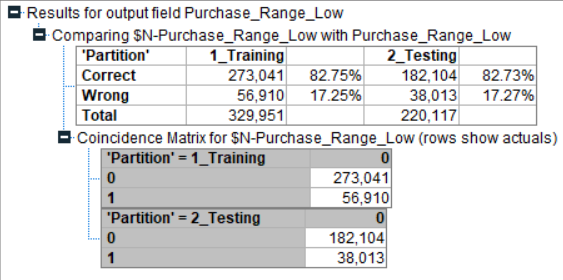 Results for output field Purchase_Range_Low
Comparing $N-Purchase_Range_Low with Purchase_Range_Low
'Partition' 1_Training 2_Testing
Correct 273,041 82.75% 182,104 82.73%
Wrong 56,910 17.25% 38,013 17.27%
Total 329,951 220,117
Coincidence Matrix for $N-Purchase_Range_Low (rows show actuals)
'Partition' = 1_Training 0
0 273,041
1 56,910
'Partition' = 2_Testing 0
0 182,104
1 38,013